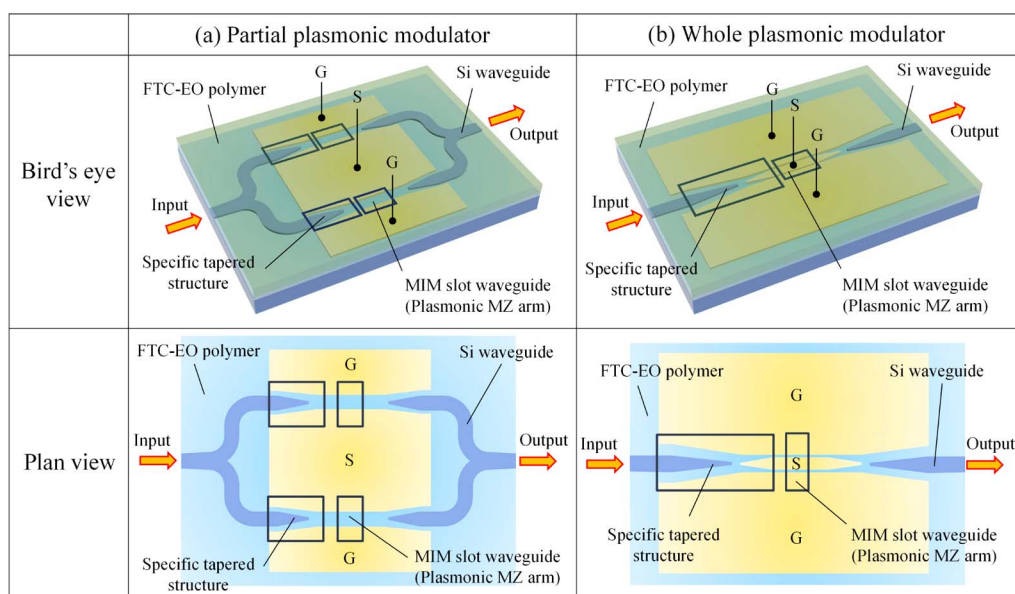 (a) Partial plasmonic modulator
(b) Whole plasmonic modulator
Bird's eye
view
FTC-EO polymer
G
S
G
Si waveguide
Output
Input
Specific tapered
structure
MIM slot waveguide
(Plasmonic MZ arm)
FTC-EO polymer
G
S
G
Si waveguide
Output
Input
Specific tapered
structure
MIM slot waveguide
(Plasmonic MZ arm)
Plan view
FTC-EO polymer
G
Si waveguide
Input
S
Output
G
Specific tapered
structure
MIM slot waveguide
(Plasmonic MZ arm)
FTC-EO polymer
G
Si waveguide
Input
S
Output
G
Specific tapered
structure
MIM slot waveguide
(Plasmonic MZ arm)